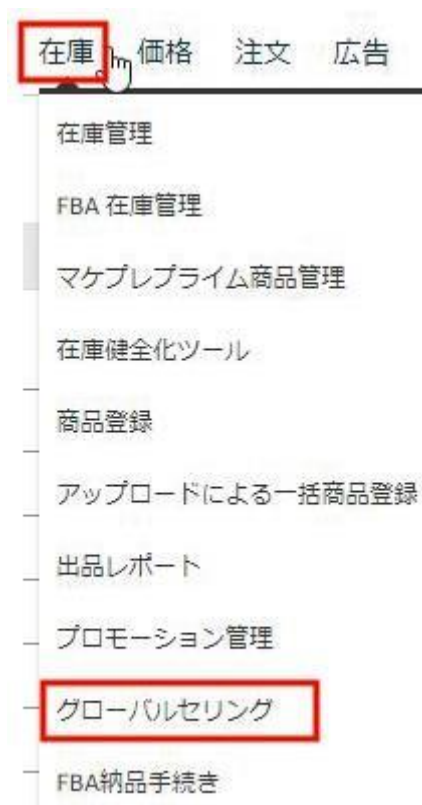 在庫 価格 注文 広告
在庫管理
FBA 在庫管理
マケプレプライム商品管理
在庫健全化ツール
商品登録
アップロードによる一括商品登録
出品レポート
プロモーション管理
グローバルセリング
FBA納品手続き